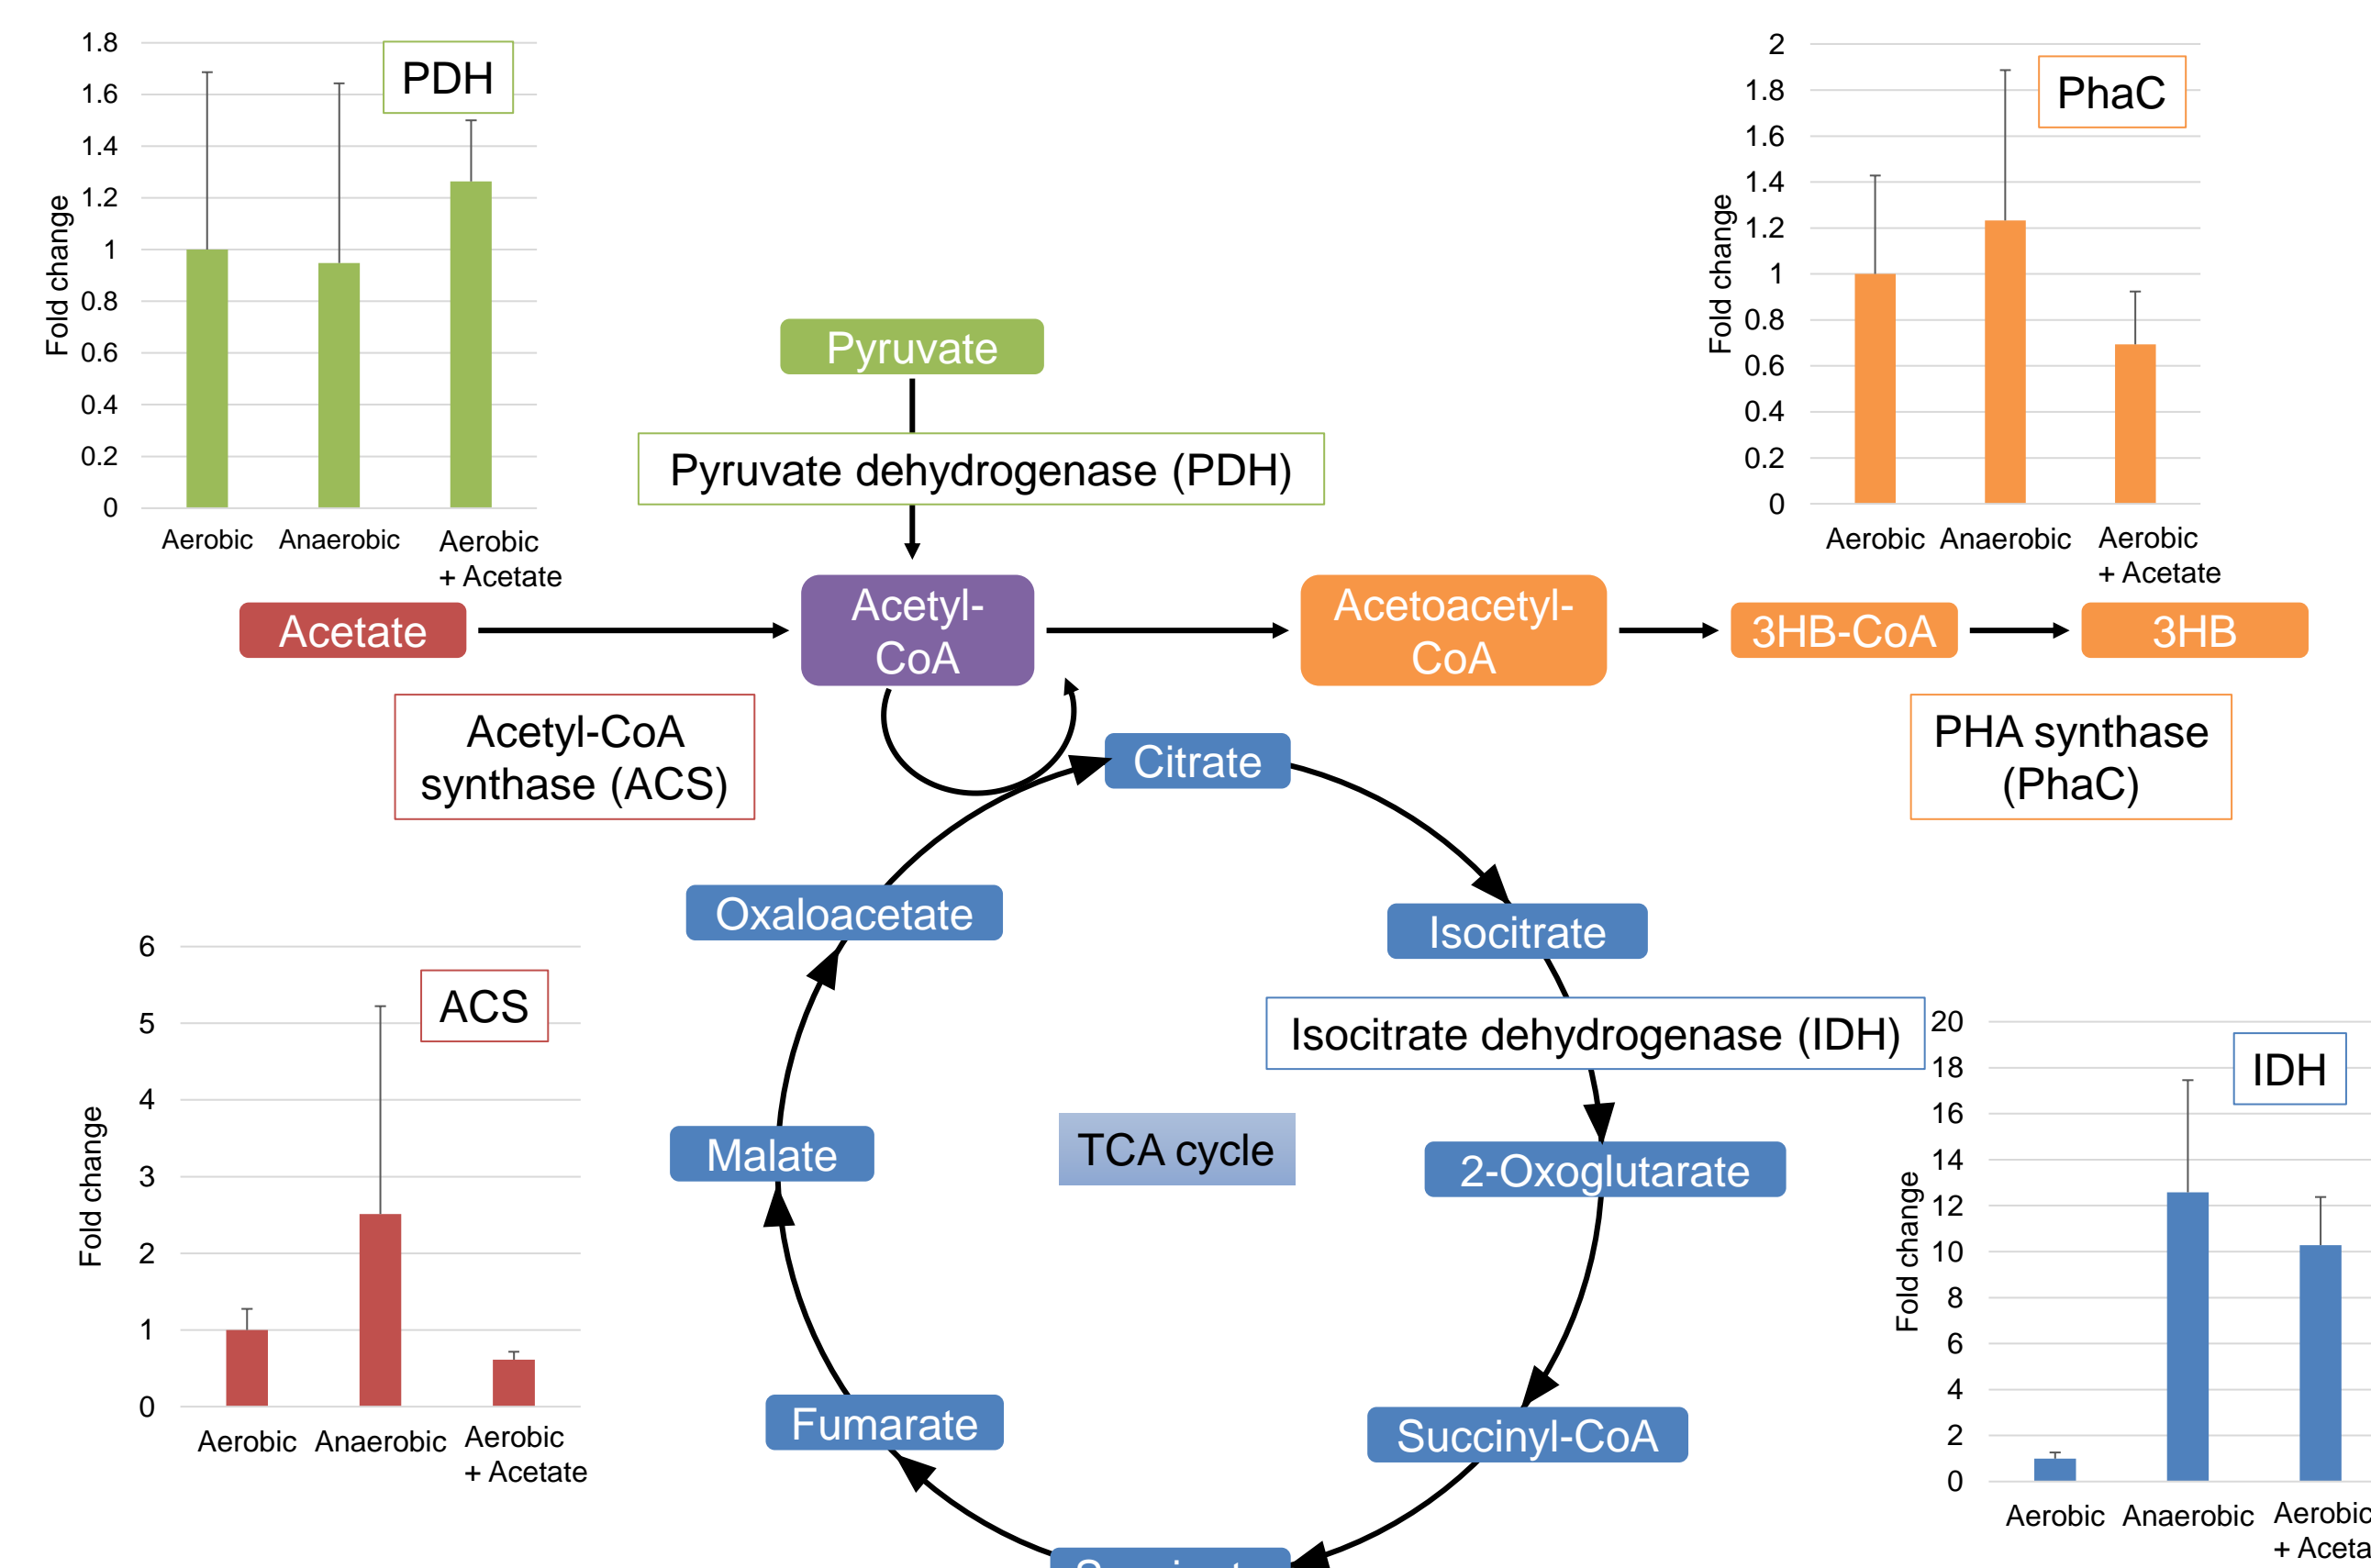 PDH
1.8
1.6
1.4
1.2
1
0.8
0.6
0.4
0.2
0
Fold change
Aerobic Anaerobic Aerobic
+ Acetate
PhaC
2
1.8
1.6
1.4
1.2
1
0.8
0.6
0.4
0.2
0
Fold change
Aerobic Anaerobic Aerobic
+ Acetate
Pyruvate
Pyruvate dehydrogenase (PDH)
Acetate
Acetyl-
CoA
Acetoacetyl-
CoA
3HB-CoA
3HB
Acetyl-CoA
synthase (ACS)
PHA synthase
(PhaC)
Citrate
Oxaloacetate
Isocitrate
Isocitrate dehydrogenase (IDH)
TCA cycle
Malate
2-Oxoglutarate
Fumarate
Succinyl-CoA
ACS
6
5
4
3
2
1
0
Fold change
Aerobic Anaerobic Aerobic
+ Acetate
IDH
20
18
16
14
12
10
8
6
4
2
0
Fold change
Aerobic Anaerobic Aerobic
+ Aceta